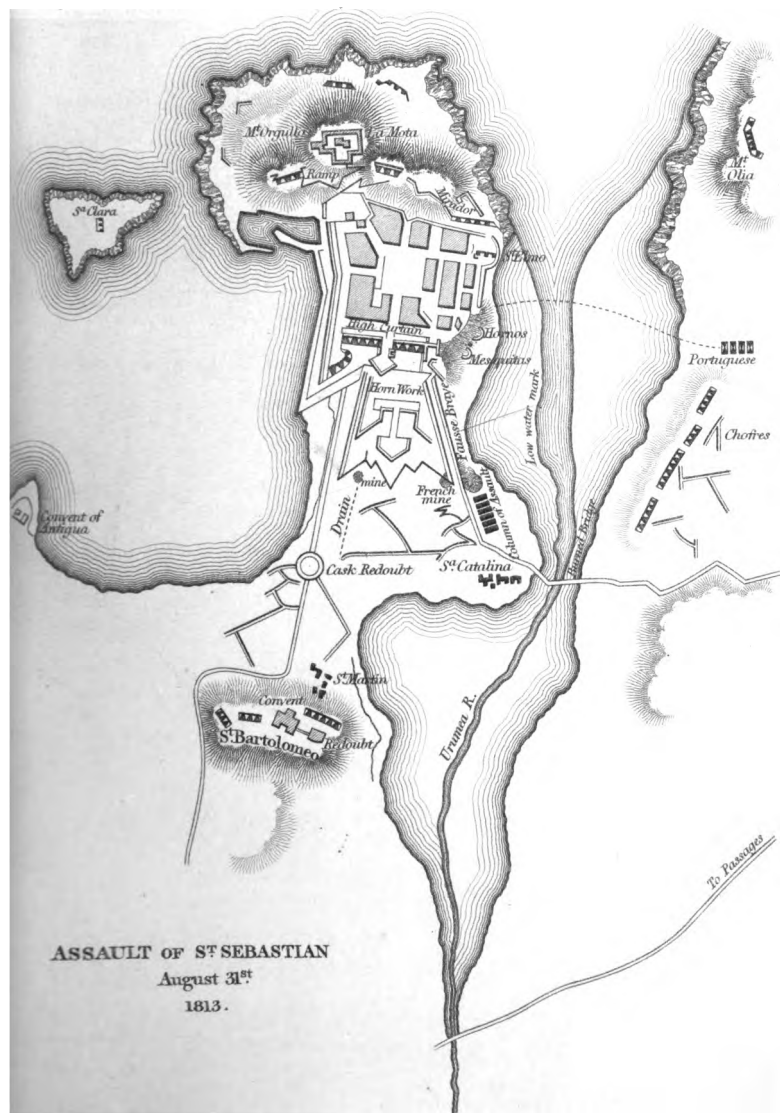 Mt. Orgullo
La Mota
Ramp
Mirador
Mt. Olia
Sa. Clara
St. Elmo
High Curtain
Hornos
Mesquitas
Portuguese
Horn Work
Fausse Braye
Low water mark
Chofres
mine
French mine
Drain
Column of Assault
Burned Bridge
Convent of Antigua
Cask Redoubt
Sa. Catalina
St. Martin
Convent
St. Bartolomeo
Redoubt
Urumea R.
To Passages
ASSAULT OF ST. SEBASTIAN
August 31st.
1813.